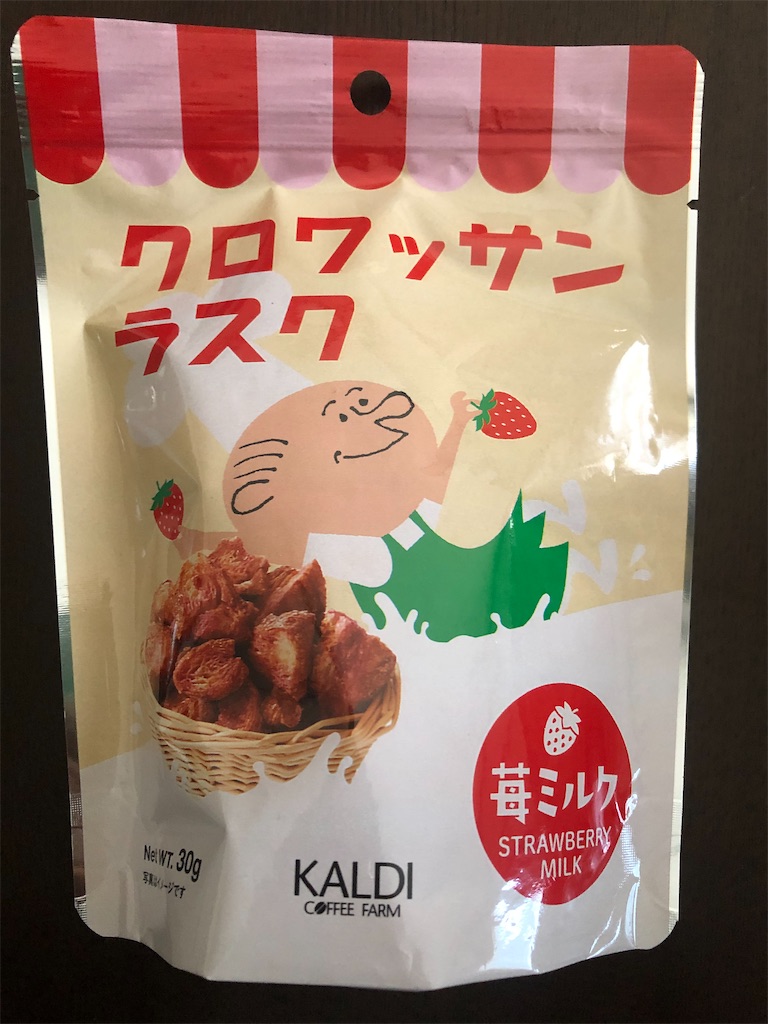 クロワッサン
ラスク
苺ミルク
STRAWBERRY
MILK
Net WT. 30g
写真はイメージです
KALDI
COFFEE FARM